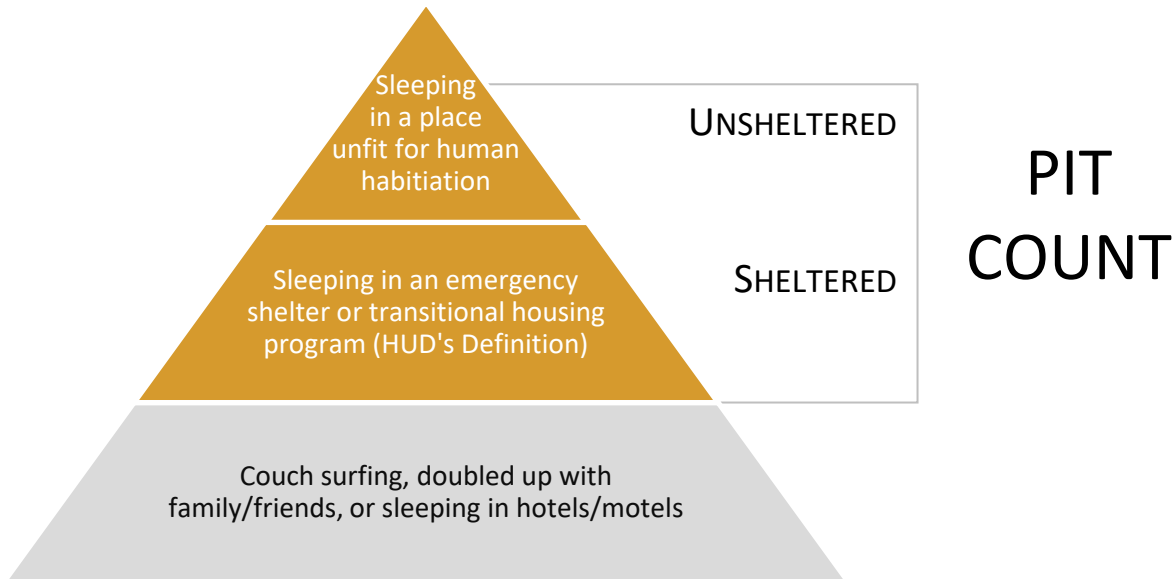 Sleeping
in a place
unfit for human
habitiation
UNSHELTERED
PIT
COUNT
Sleeping in an emergency
shelter or transitional housing
program (HUD's Definition)
SHELTERED
Couch surfing, doubled up with
family/friends, or sleeping in hotels/motels